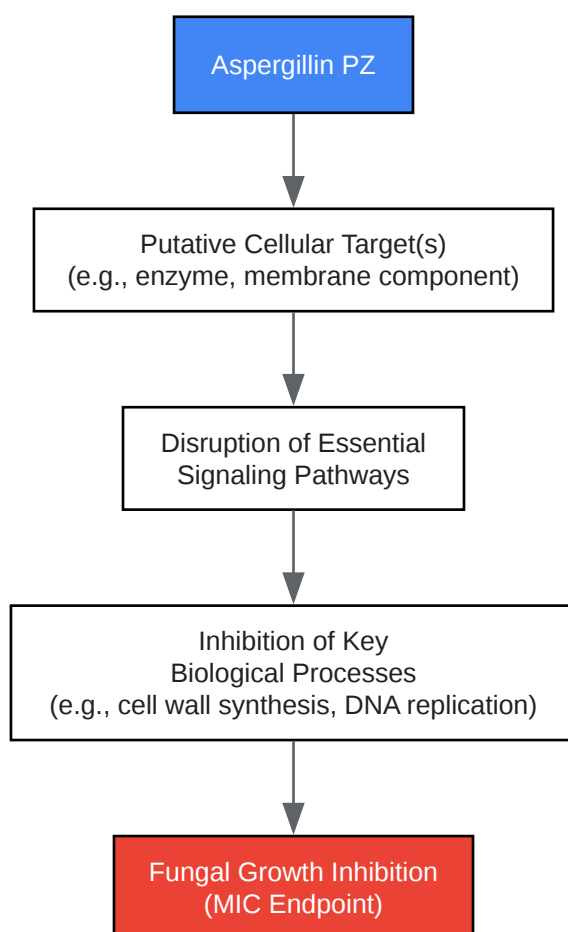 Aspergillin PZ
Putative Cellular Target(s)
(e.g., enzyme, membrane component)
Disruption of Essential
Signaling Pathways
Inhibition of Key
Biological Processes
(e.g., cell wall synthesis, DNA replication)
Fungal Growth Inhibition
(MIC Endpoint)